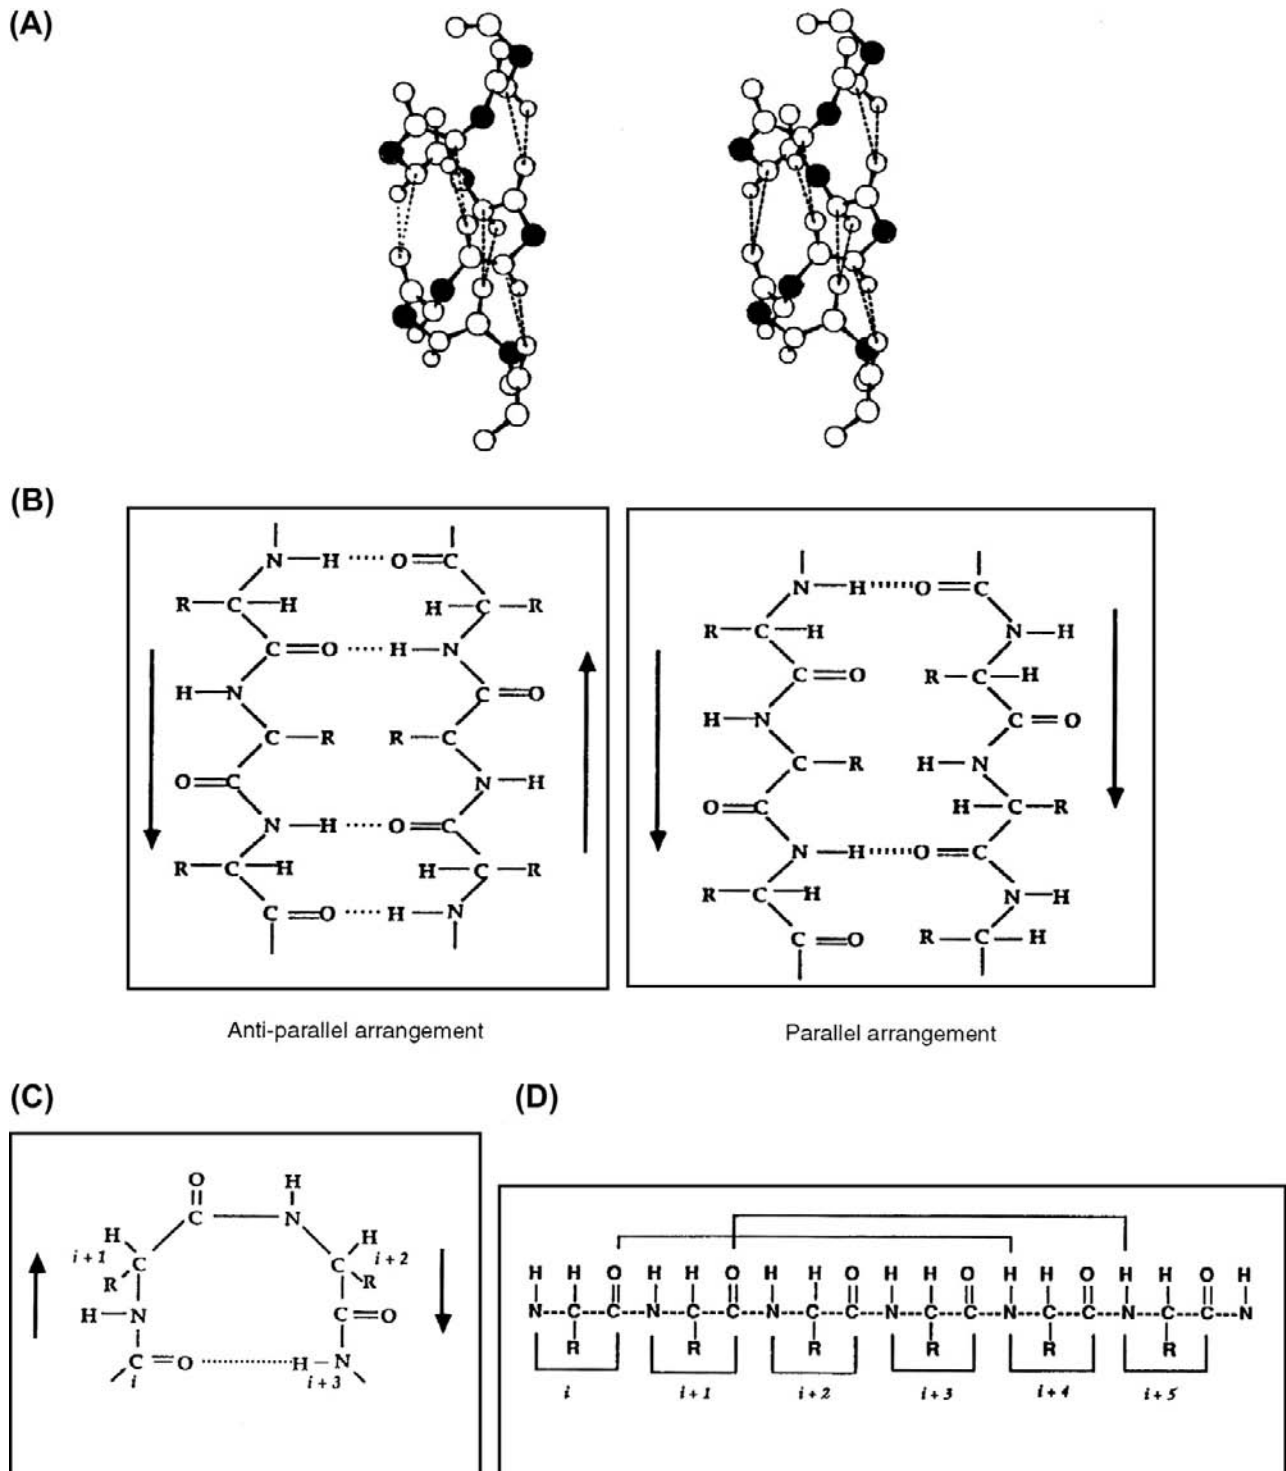 (A)
(B)
N—H ····· O=C
R—C—H H—C—R
C=O ····· H—N
H—N C=O
C—R R—C
O=C N—H
N—H ····· O=C
R—C—H H—C—R
C=O ····· H—N
Anti-parallel arrangement
N—H ····· O=C
R—C—H N—H
C=O R—C—H
H—N C=O
C—R H—N
O=C H—C—R
N—H ····· O=C
R—C—H N—H
C=O R—C—H
Parallel arrangement
(C)
O H
C N
H H
i + 1 C C i + 2
R R
H—N C=O
C=O ····· H—N
i i + 3
(D)
H H O H H O H H O H H O H H O H H O H
N C C N C C N C C N C C N C C N C C N
R R R R R R
i i + 1 i + 2 i + 3 i + 4 i + 5